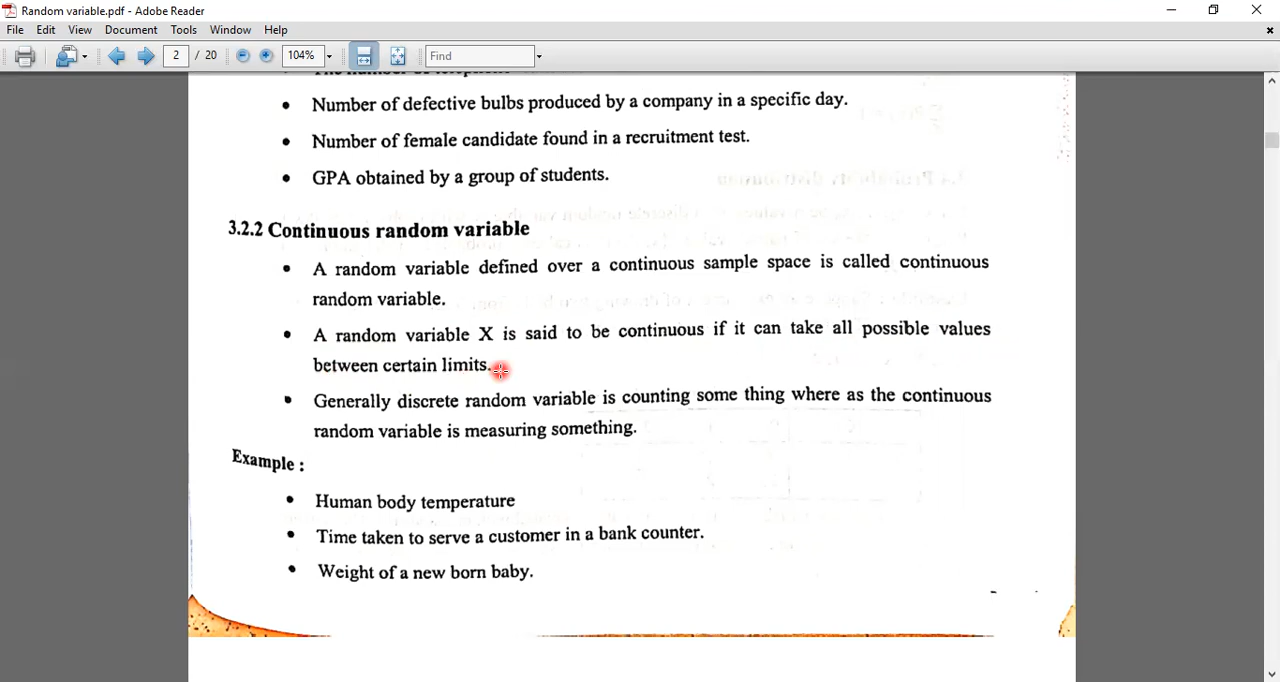 Random variable.pdf - Adobe Reader
File Edit View Document Tools Window Help
2 / 20 104% Find
• Number of defective bulbs produced by a company in a specific day.
• Number of female candidate found in a recruitment test.
• GPA obtained by a group of students.
3.2.2 Continuous random variable
• A random variable defined over a continuous sample space is called continuous
random variable.
• A random variable X is said to be continuous if it can take all possible values
between certain limits.
• Generally discrete random variable is counting some thing where as the continuous
random variable is measuring something.
Example :
• Human body temperature
• Time taken to serve a customer in a bank counter.
• Weight of a new born baby.